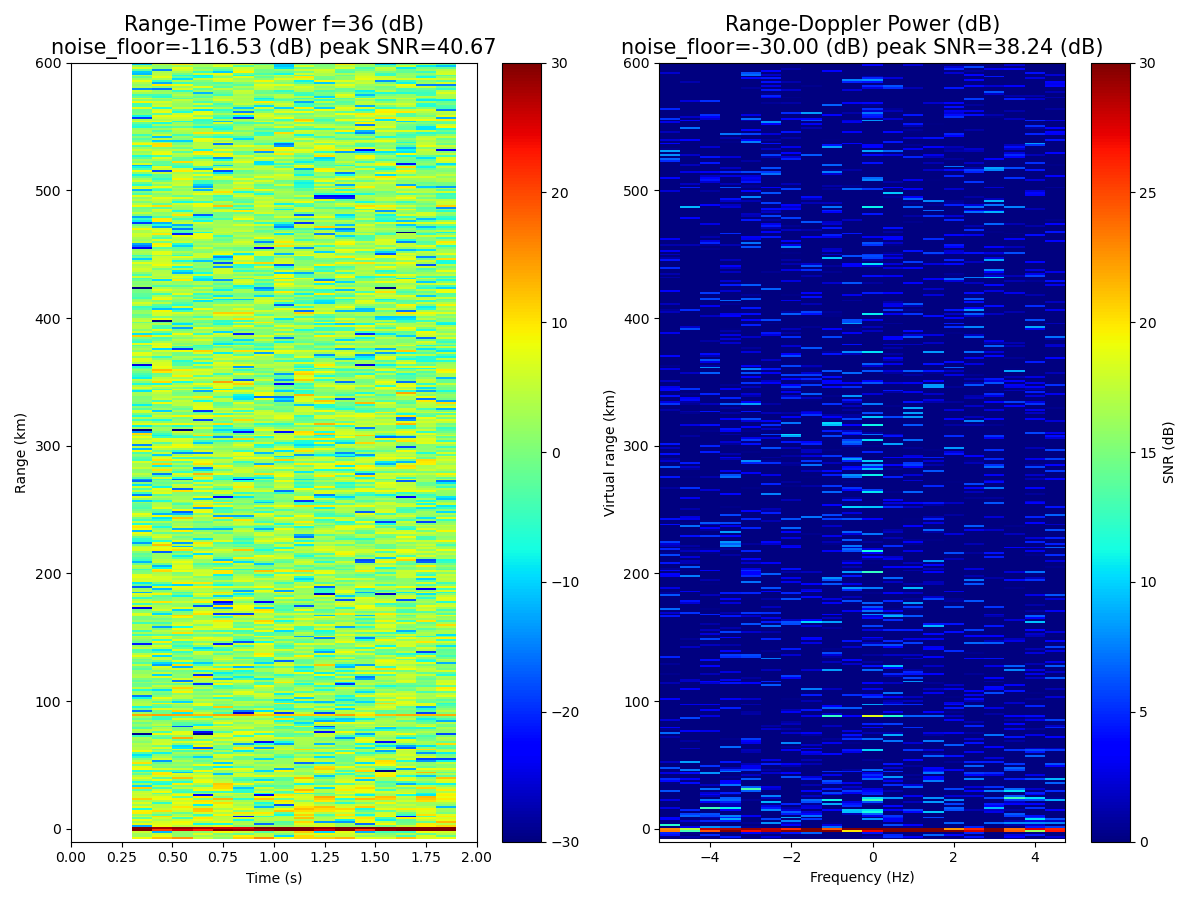 Range-Time Power f=36 (dB)
noise_floor=-116.53 (dB) peak SNR=40.67
Range-Doppler Power (dB)
noise_floor=-30.00 (dB) peak SNR=38.24 (dB)
600
500
400
300
200
100
0
Range (km)
0.00 0.25 0.50 0.75 1.00 1.25 1.50 1.75 2.00
Time (s)
30
20
10
0
−10
−20
−30
600
500
400
300
200
100
0
Virtual range (km)
−4 −2 0 2 4
Frequency (Hz)
30
25
20
15
10
5
0
SNR (dB)